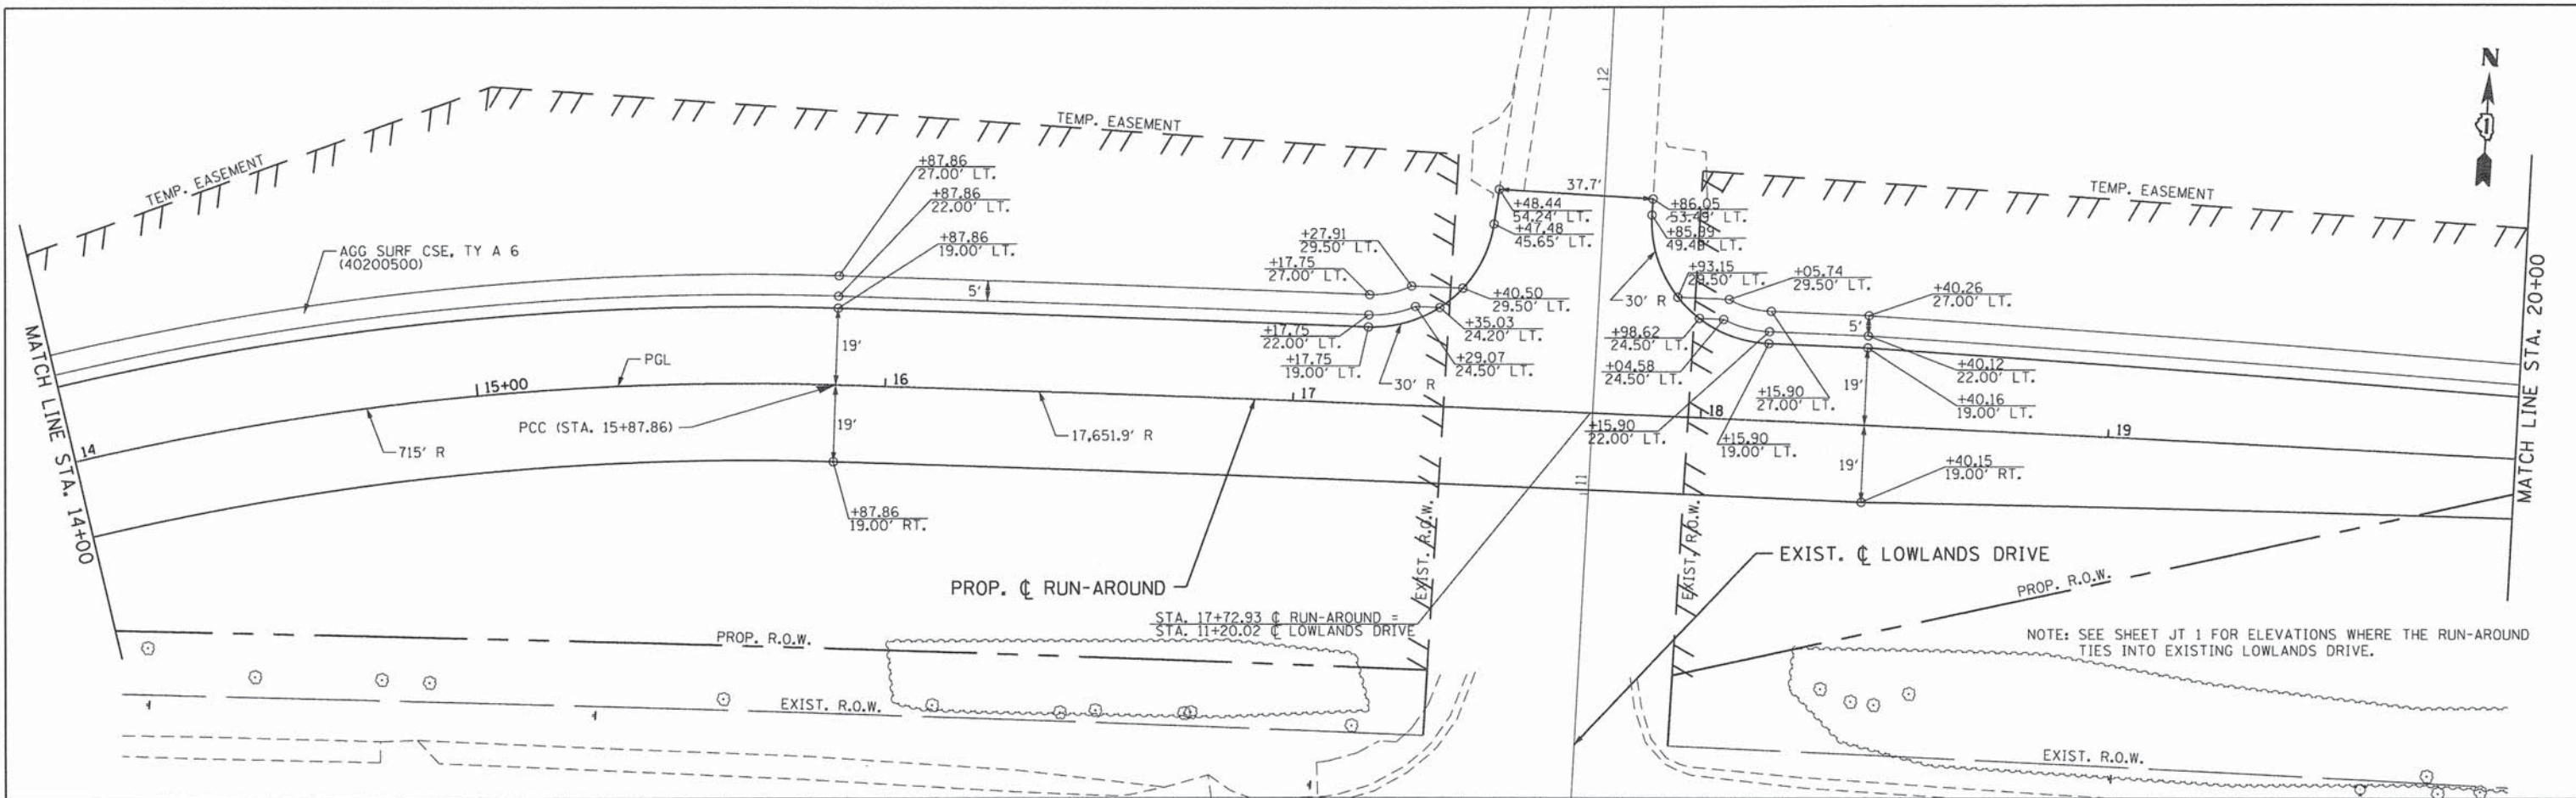 N
TEMP. EASEMENT
TEMP. EASEMENT
TEMP. EASEMENT
12
37.7'
+87.86
27.00' LT.
+87.86
22.00' LT.
+87.86
19.00' LT.
AGG SURF CSE, TY A 6
(40200500)
5'
+27.91
29.50' LT.
+17.75
27.00' LT.
+48.44
54.24' LT.
+47.48
45.65' LT.
+86.05
LT.
+85.99
LT.
+93.15
29.50' LT.
+05.74
29.50' LT.
+40.26
27.00' LT.
30' R
+40.50
29.50' LT.
5'
+17.75
22.00' LT.
+35.03
24.20' LT.
+98.62
24.50' LT.
+17.75
19.00' LT.
+29.07
24.50' LT.
+04.58
24.50' LT.
+40.12
22.00' LT.
19'
PGL
30' R
19'
+15.90
27.00' LT.
+40.16
19.00' LT.
MATCH LINE STA. 14+00
14
15+00
16
17
18
19
MATCH LINE STA. 20+00
PCC (STA. 15+87.86)
715' R
17,651.9' R
19'
+15.90
22.00' LT.
+15.90
19.00' LT.
19'
+40.15
19.00' RT.
11
+87.86
19.00' RT.
EXIST. R.O.W.
EXIST. R.O.W.
EXIST. ℄ LOWLANDS DRIVE
PROP. ℄ RUN-AROUND
PROP. R.O.W.
STA. 17+72.93 ℄ RUN-AROUND =
STA. 11+20.02 ℄ LOWLANDS DRIVE
PROP. R.O.W.
NOTE: SEE SHEET JT 1 FOR ELEVATIONS WHERE THE RUN-AROUND
TIES INTO EXISTING LOWLANDS DRIVE.
EXIST. R.O.W.
EXIST. R.O.W.